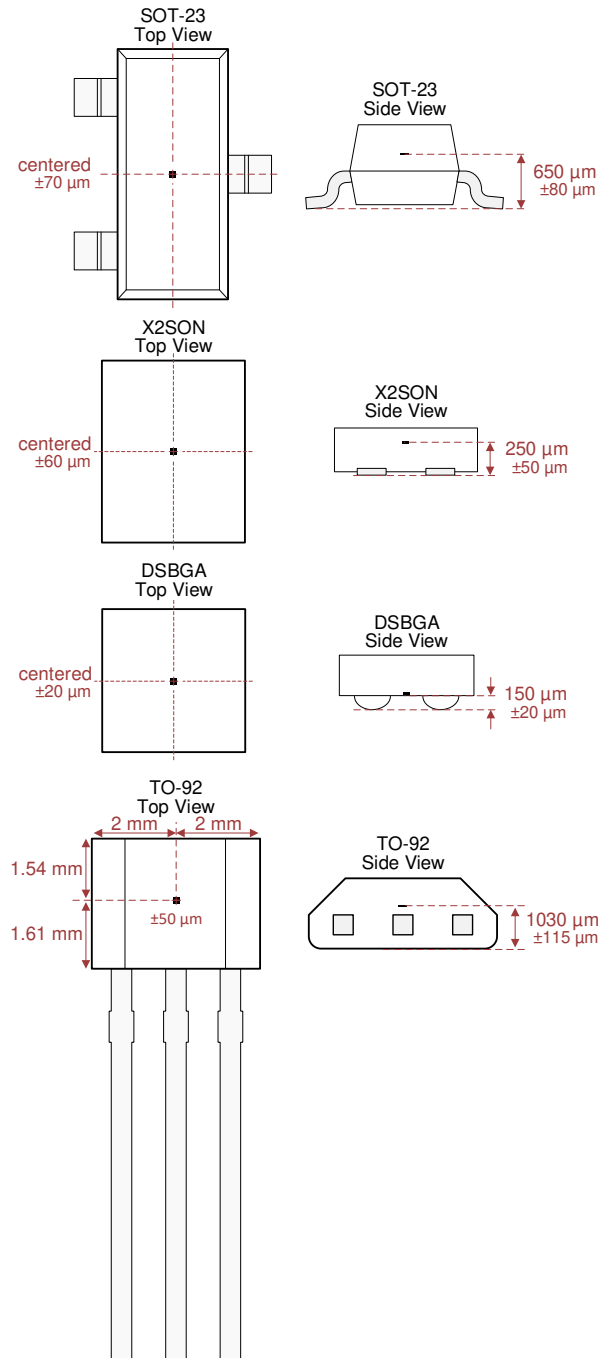 SOT-23
Top View
centered
±70 µm
SOT-23
Side View
650 µm
±80 µm
X2SON
Top View
centered
±60 µm
X2SON
Side View
250 µm
±50 µm
DSBGA
Top View
centered
±20 µm
DSBGA
Side View
150 µm
±20 µm
TO-92
Top View
2 mm 2 mm
1.54 mm
1.61 mm
±50 µm
TO-92
Side View
1030 µm
±115 µm